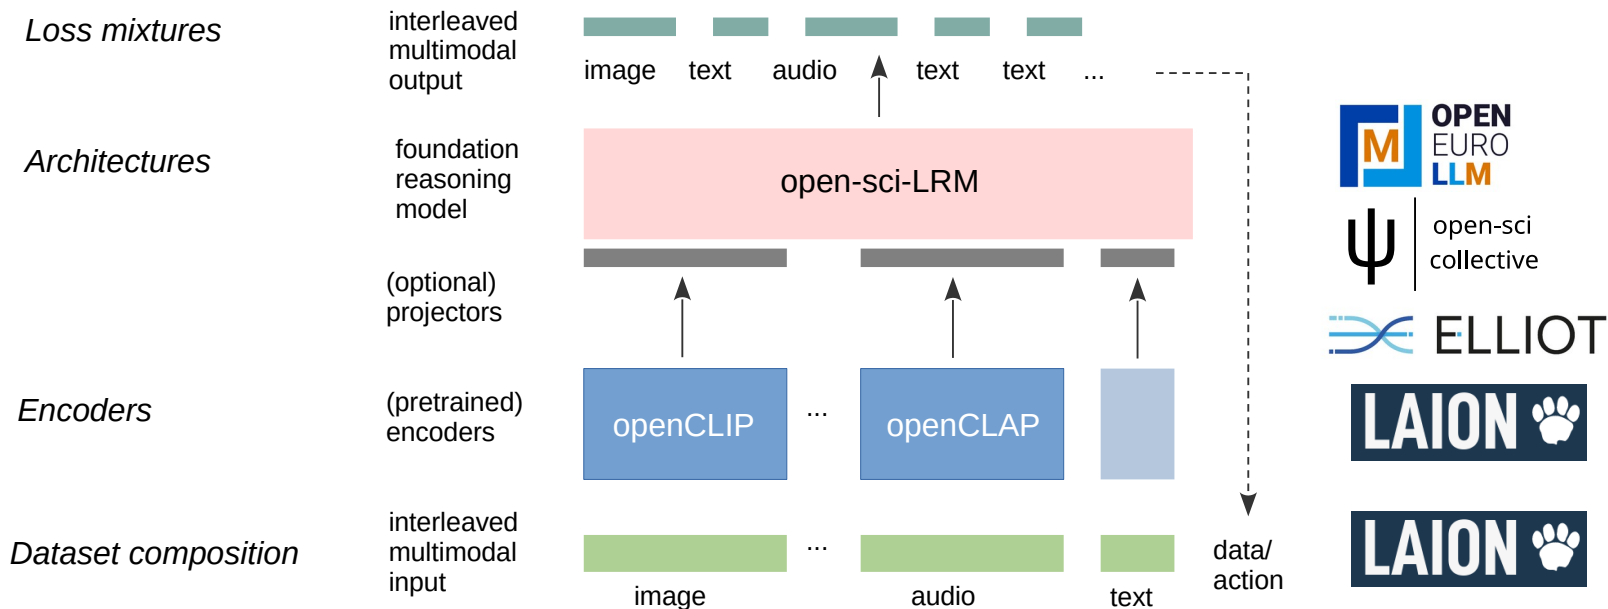 Loss mixtures
interleaved
multimodal
output
image text audio text text ...
Architectures
foundation
reasoning
model
open-sci-LRM
(optional)
projectors
Encoders
(pretrained)
encoders
openCLIP
...
openCLAP
Dataset composition
interleaved
multimodal
input
...
image
audio
text
data/
action
M
OPEN
EURO
LLM
ψ
open-sci
collective
ELLIOT
LAION
LAION